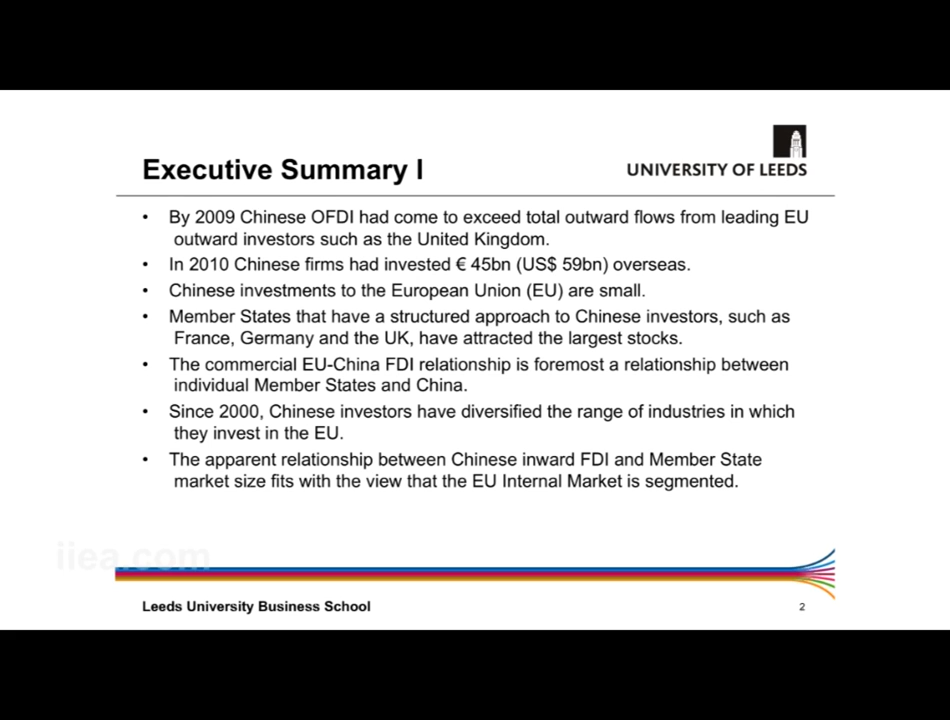 Executive Summary I
UNIVERSITY OF LEEDS
• By 2009 Chinese OFDI had come to exceed total outward flows from leading EU
outward investors such as the United Kingdom.
• In 2010 Chinese firms had invested € 45bn (US$ 59bn) overseas.
• Chinese investments to the European Union (EU) are small.
• Member States that have a structured approach to Chinese investors, such as
France, Germany and the UK, have attracted the largest stocks.
• The commercial EU-China FDI relationship is foremost a relationship between
individual Member States and China.
• Since 2000, Chinese investors have diversified the range of industries in which
they invest in the EU.
• The apparent relationship between Chinese inward FDI and Member State
market size fits with the view that the EU Internal Market is segmented.
iiea.com
Leeds University Business School
2